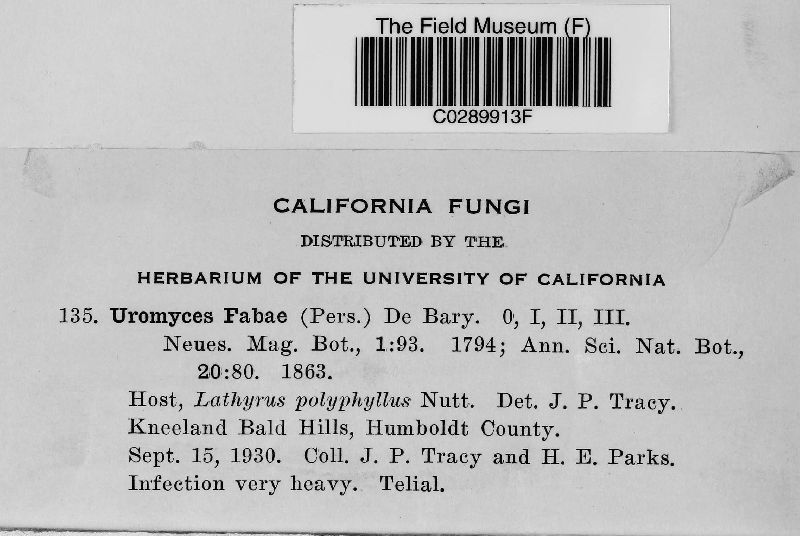 The Field Museum (F)
C0289913F
CALIFORNIA FUNGI
DISTRIBUTED BY THE
HERBARIUM OF THE UNIVERSITY OF CALIFORNIA
135. Uromyces Fabae (Pers.) De Bary. 0, I, II, III.
Neues. Mag. Bot., 1:93. 1794; Ann. Sci. Nat. Bot.,
20:80. 1863.
Host, Lathyrus polyphyllus Nutt. Det. J. P. Tracy.
Kneeland Bald Hills, Humboldt County.
Sept. 15, 1930. Coll. J. P. Tracy and H. E. Parks.
Infection very heavy. Telial.